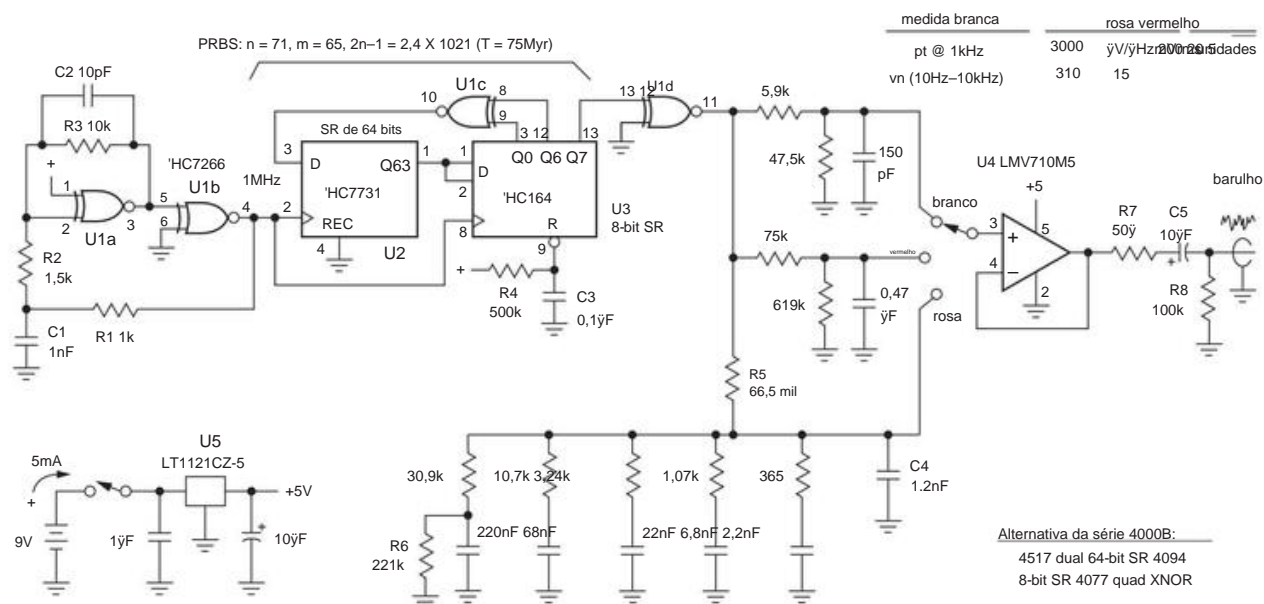 medida branca rosa vermelho
pt @ 1kHz 3000 ÿV/ÿHz
vn (10Hz–10kHz) 310 15
PRBS: n = 71, m = 65, 2n–1 = 2,4 X 1021 (T = 75Myr)
C2 10pF
R3 10k
+
1
2
3
U1a
'HC7266
U1b
5
6
4
1MHz
R2
1,5k
R1 1k
C1
1nF
10
U1c
8
9
SR de 64 bits
3
D
Q63
1
'HC7731
2
REC
4
U2
3 12
13
1
D
Q0 Q6 Q7
2
'HC164
8
R
9
U3
8-bit SR
+
R4
500k
C3
0,1ÿF
13 12
U1d
11
5,9k
47,5k
150
pF
branco
75k
vermelho
619k
0,47
ÿF
rosa
U4 LMV710M5
+5
3
+
5
4
–
2
R7
50ÿ
C5
10ÿF
+
barulho
R8
100k
R5
66,5 mil
30,9k
10,7k 3,24k
1,07k
365
C4
1.2nF
R6
221k
220nF 68nF
22nF 6,8nF 2,2nF
5mA
+
9V
U5
LT1121CZ-5
+5V
1ÿF
+
10ÿF
Alternativa da série 4000B:
4517 dual 64-bit SR 4094
8-bit SR 4077 quad XNOR